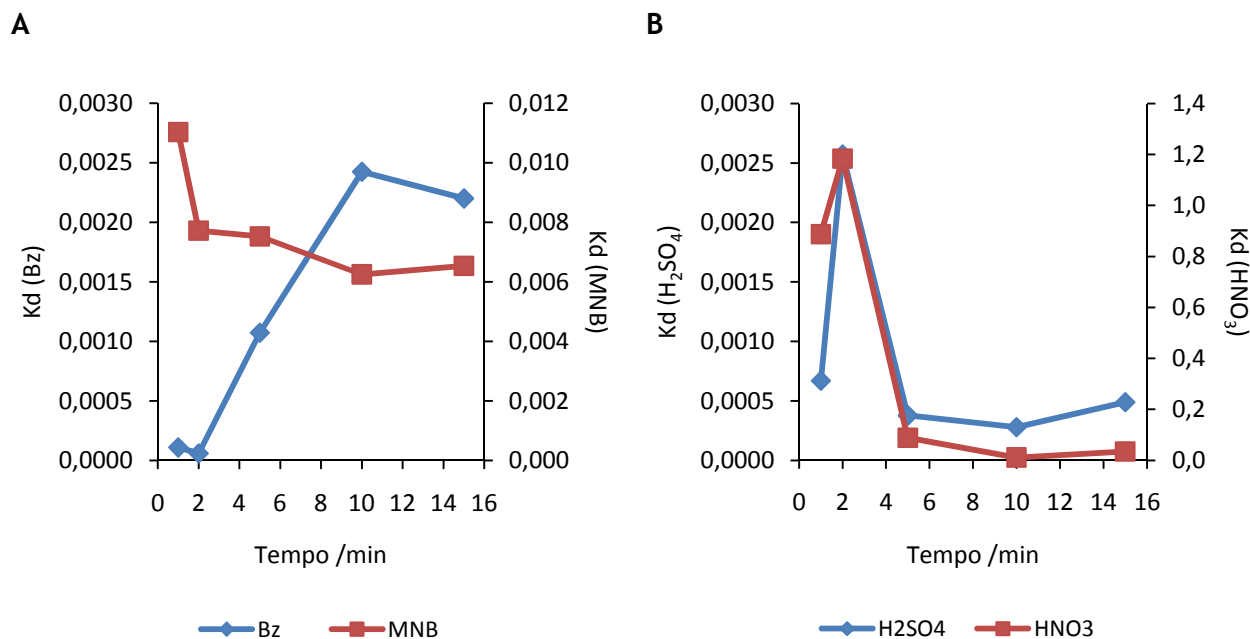 A
0,0030
0,0025
0,0020
0,0015
0,0010
0,0005
0,0000
Kd (Bz)
0,012
0,010
0,008
0,006
0,004
0,002
0,000
Kd (MNB)
0 2 4 6 8 10 12 14 16
Tempo /min
Bz MNB
B
0,0030
0,0025
0,0020
0,0015
0,0010
0,0005
0,0000
Kd (H₂SO₄)
1,4
1,2
1,0
0,8
0,6
0,4
0,2
0,0
Kd (HNO₃)
0 2 4 6 8 10 12 14 16
Tempo /min
H2SO4 HNO3